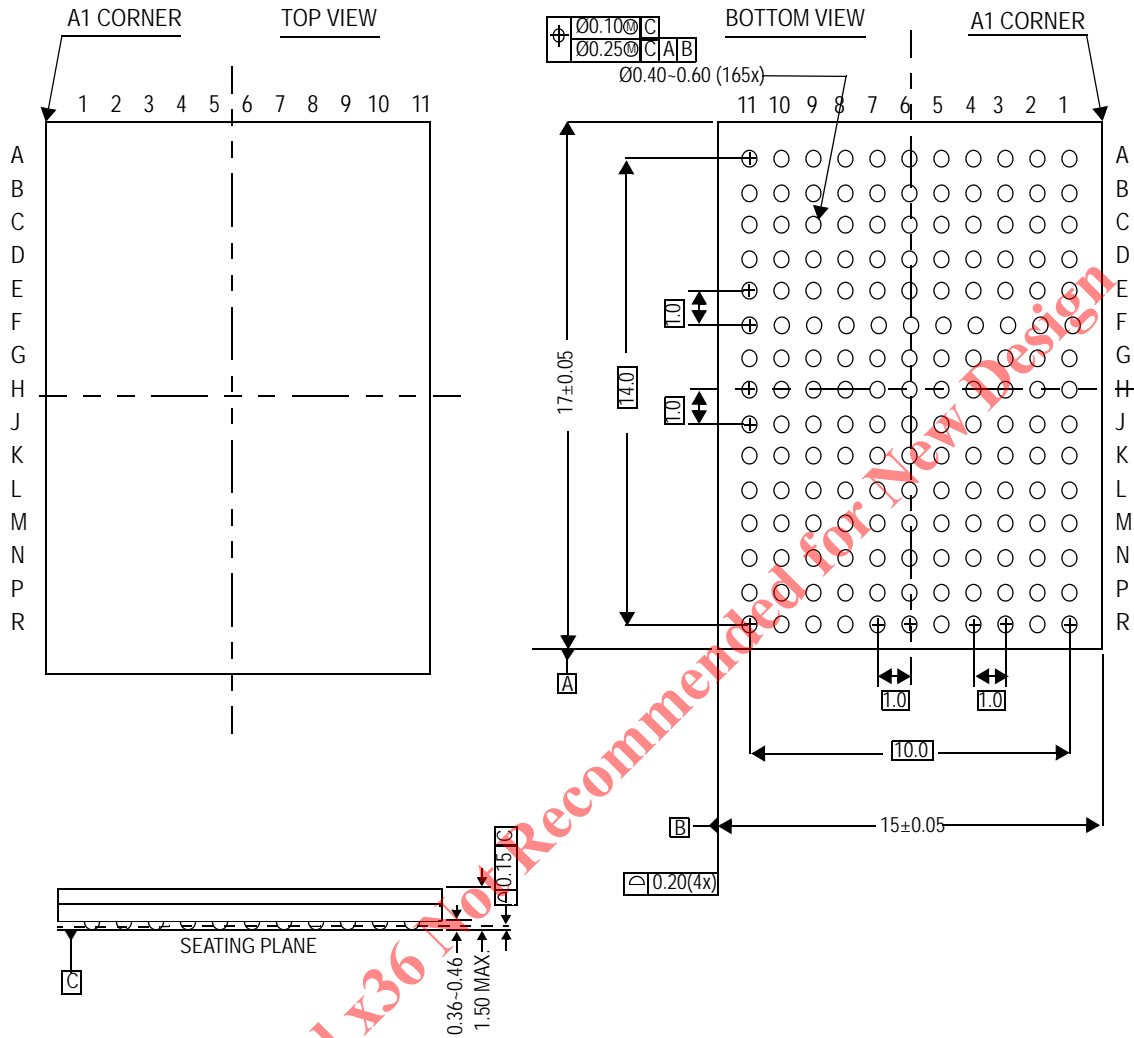 A1 CORNER
TOP VIEW
1 2 3 4 5 6 7 8 9 10 11
A
B
C
D
E
F
G
H
J
K
L
M
N
P
R
Ø0.10Ⓜ C
Ø0.25Ⓜ C A B
Ø0.40~0.60 (165x)
BOTTOM VIEW
A1 CORNER
11 10 9 8 7 6 5 4 3 2 1
A
B
C
D
E
F
G
H
J
K
L
M
N
P
R
17±0.05
14.0
1.0
1.0
A
1.0
1.0
10.0
B
15±0.05
0.20(4x)
0.15 C
SEATING PLANE
C
0.36~0.46
1.50 MAX.
x36 Not Recommended for New Design